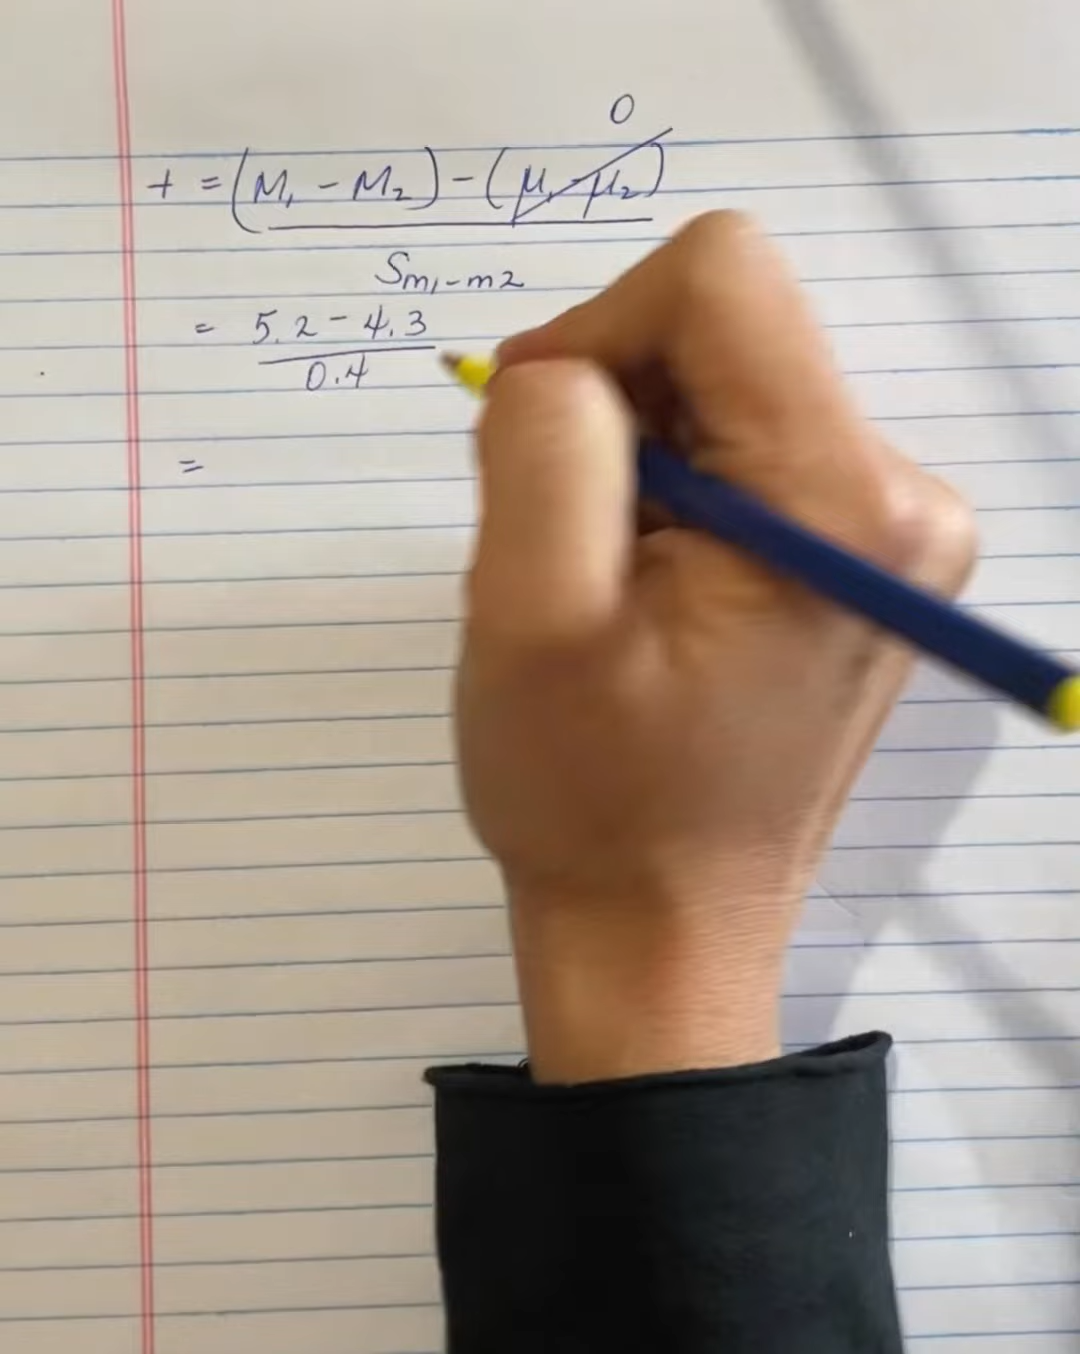 0
t = (M₁ - M₂) - (μ₁ - μ₂)
Sm₁-m2
= 5.2 - 4.3
0.4
=